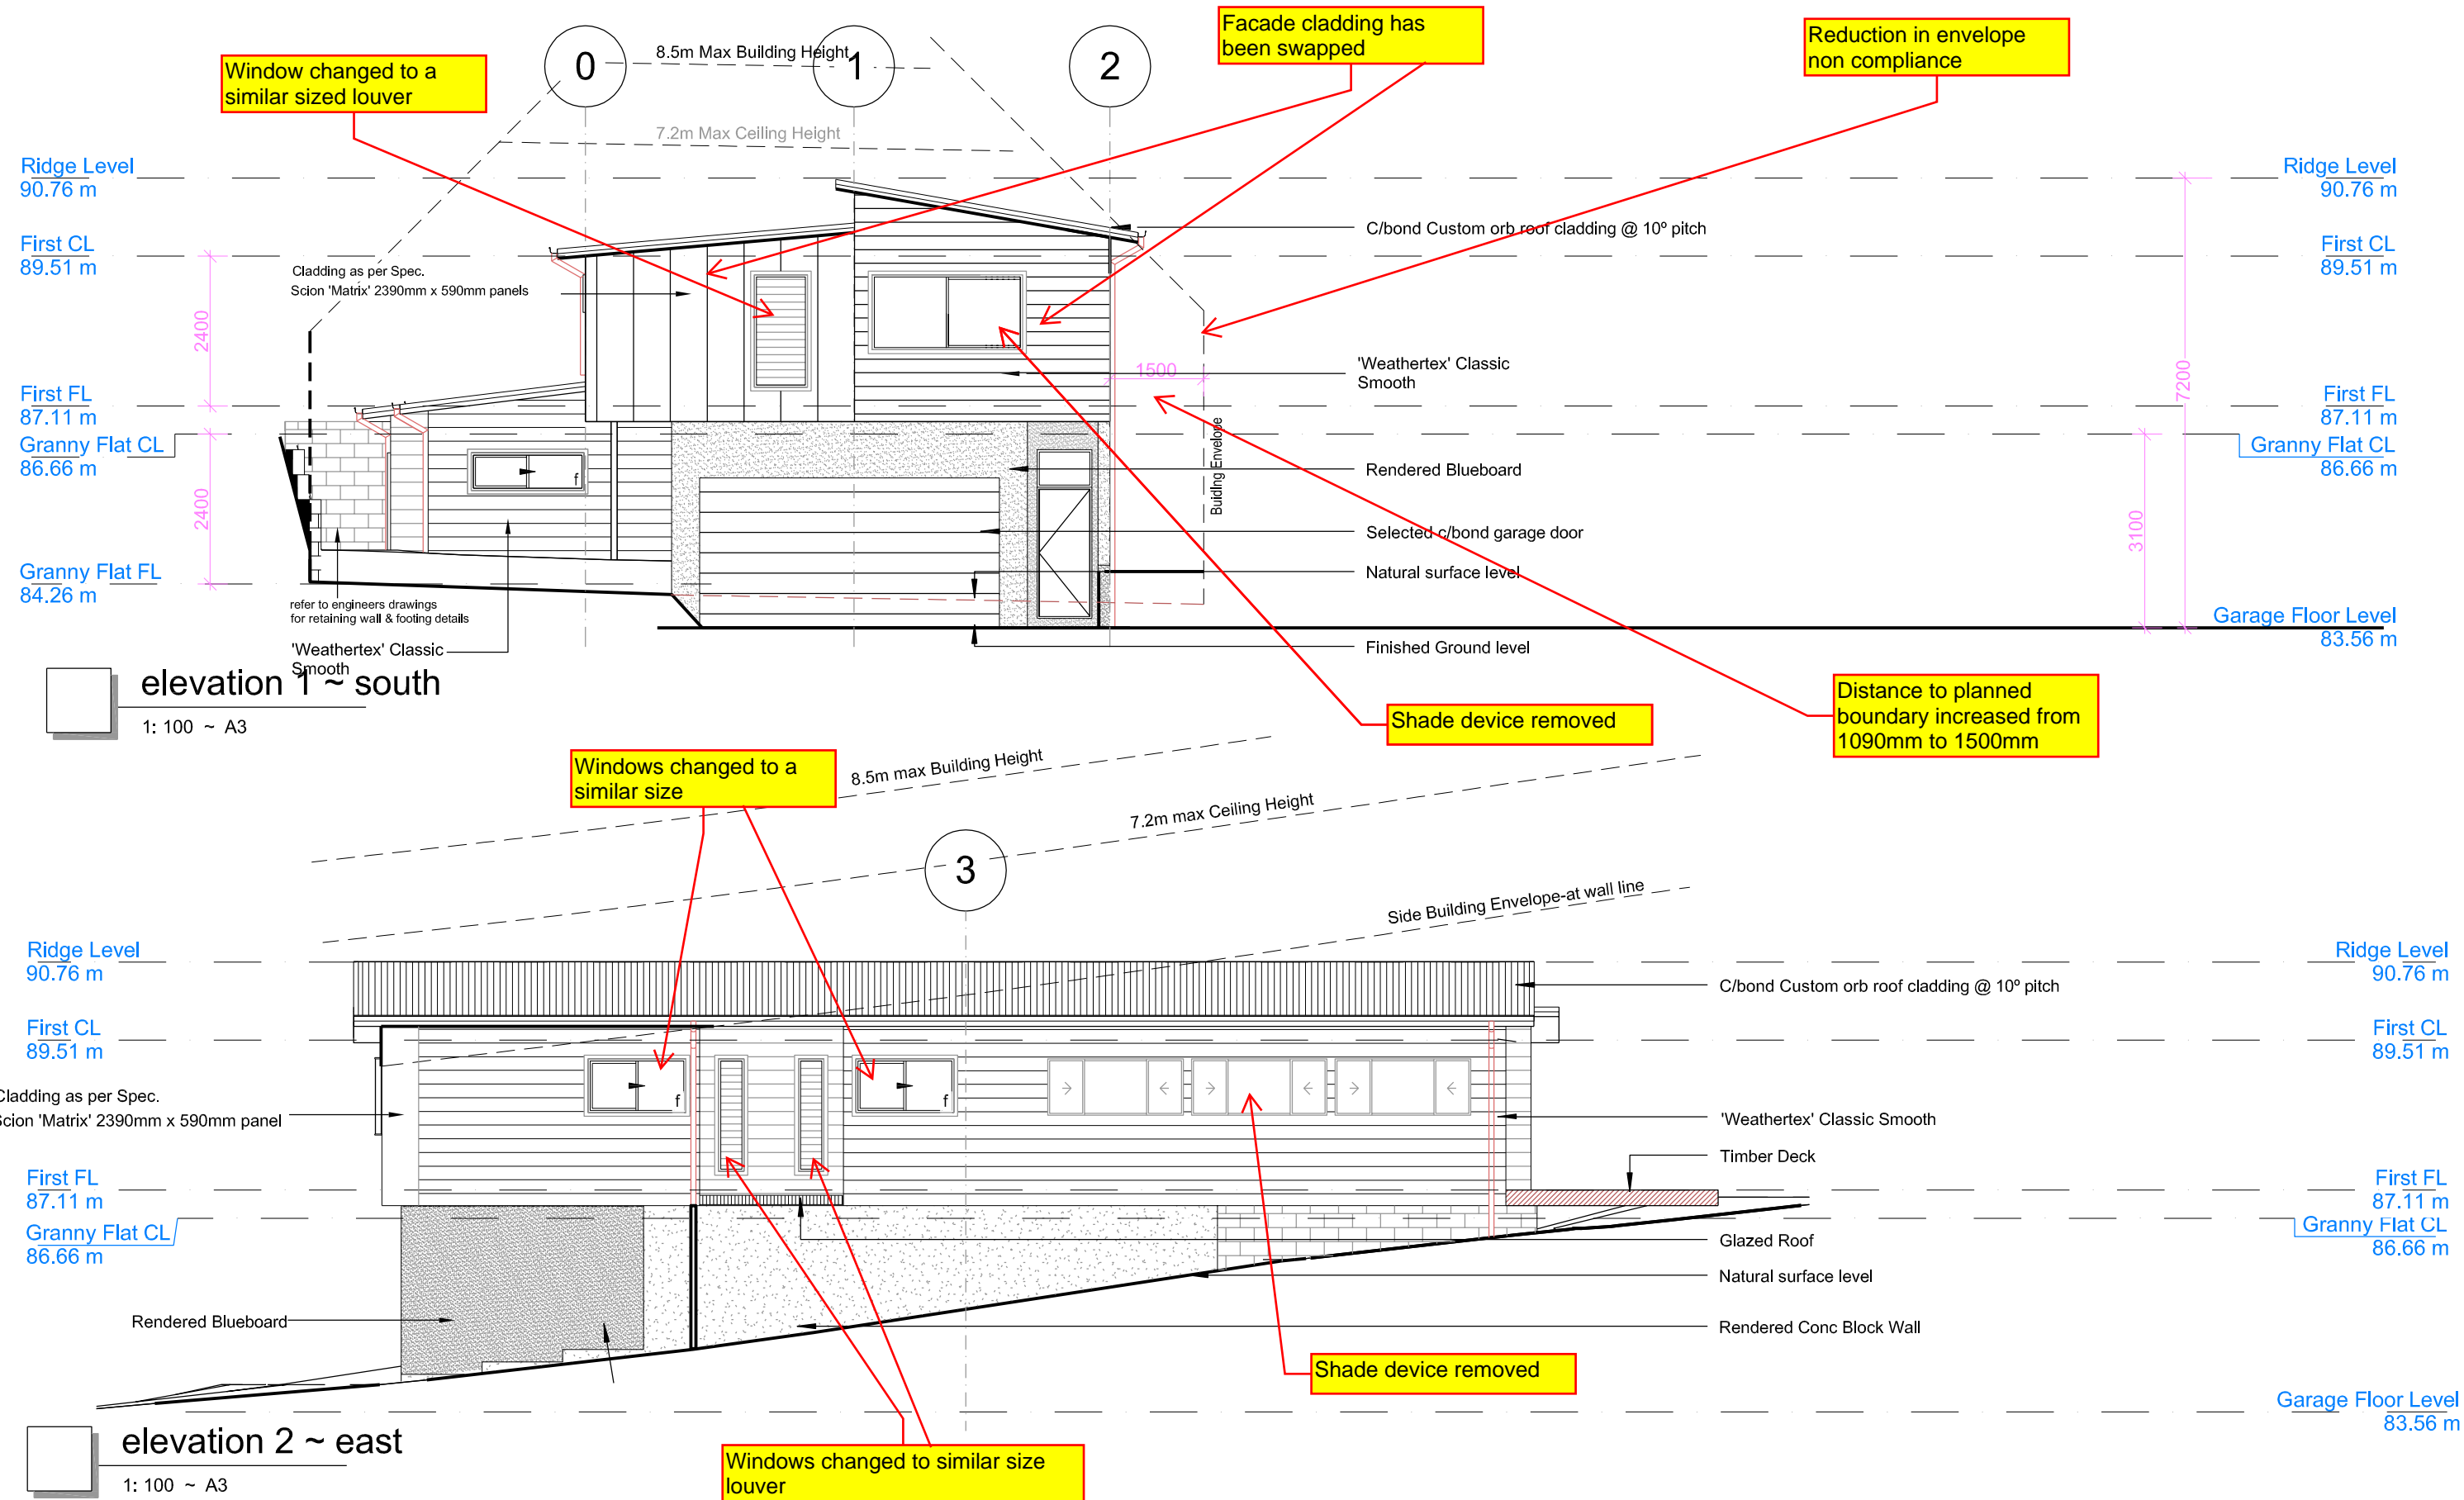 Facade cladding has
been swapped
Reduction in envelope
non compliance
Window changed to a
similar sized louver
0
8.5m Max Building Height
1
2
7.2m Max Ceiling Height
Ridge Level
90.76 m
Ridge Level
90.76 m
C/bond Custom orb roof cladding @ 10º pitch
First CL
89.51 m
First CL
89.51 m
Cladding as per Spec.
Scion 'Matrix' 2390mm x 590mm panels
2400
'Weathertex' Classic
Smooth
1500
7200
First FL
87.11 m
First FL
87.11 m
Granny Flat CL
86.66 m
Granny Flat CL
86.66 m
f
Buidlng Envelope
Rendered Blueboard
2400
3100
Selected c/bond garage door
Natural surface level
Granny Flat FL
84.26 m
refer to engineers drawings
for retaining wall & footing details
Garage Floor Level
83.56 m
'Weathertex' Classic
Smooth
Finished Ground level
elevation 1 ~ south
1: 100 ~ A3
Shade device removed
Distance to planned
boundary increased from
1090mm to 1500mm
Windows changed to a
similar size
8.5m max Building Height
7.2m max Ceiling Height
3
Side Building Envelope-at wall line
Ridge Level
90.76 m
Ridge Level
90.76 m
C/bond Custom orb roof cladding @ 10º pitch
First CL
89.51 m
First CL
89.51 m
f
f
Cladding as per Spec.
Scion 'Matrix' 2390mm x 590mm panel
'Weathertex' Classic Smooth
Timber Deck
First FL
87.11 m
First FL
87.11 m
Granny Flat CL
86.66 m
Granny Flat CL
86.66 m
Glazed Roof
Natural surface level
Rendered Blueboard
Rendered Conc Block Wall
Shade device removed
Garage Floor Level
83.56 m
elevation 2 ~ east
1: 100 ~ A3
Windows changed to similar size
louver